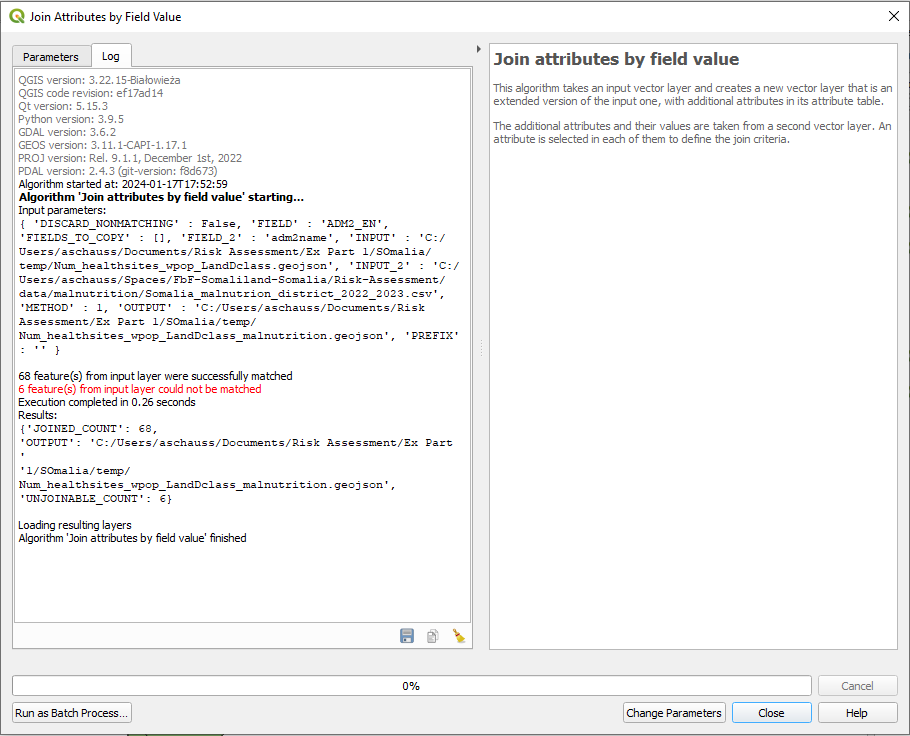 Join Attributes by Field Value
Parameters
Log
QGIS version: 3.22.15-Białowieża
QGIS code revision: ef17ad14
Qt version: 5.15.3
Python version: 3.9.5
GDAL version: 3.6.2
GEOS version: 3.11.1-CAPI-1.17.1
PROJ version: Rel. 9.1.1, December 1st, 2022
PDAL version: 2.4.3 (git-version: f8d673)
Algorithm started at: 2024-01-17T17:52:59
Algorithm 'Join attributes by field value' starting...
Input parameters:
{ 'DISCARD_NONMATCHING' : False, 'FIELD' : 'ADM2_EN',
'FIELDS_TO_COPY' : [], 'FIELD_2' : 'adm2name', 'INPUT' : 'C:/
Users/aschauss/Documents/Risk Assessment/Ex Part 1/SOmalia/
temp/Num_healthsites_wpop_LandDclass.geojson', 'INPUT_2' : 'C:/
Users/aschauss/Spaces/FbF-Somaliland-Somalia/Risk-Assessment/
data/malnutrition/Somalia_malnutrion_district_2022_2023.csv',
'METHOD' : 1, 'OUTPUT' : 'C:/Users/aschauss/Documents/Risk
Assessment/Ex Part 1/SOmalia/temp/
Num_healthsites_wpop_LandDclass_malnutrition.geojson', 'PREFIX'
: '' }
68 feature(s) from input layer were successfully matched
6 feature(s) from input layer could not be matched
Execution completed in 0.26 seconds
Results:
{'JOINED_COUNT': 68,
'OUTPUT': 'C:/Users/aschauss/Documents/Risk Assessment/Ex Part
'
'1/SOmalia/temp/
Num_healthsites_wpop_LandDclass_malnutrition.geojson',
'UNJOINABLE_COUNT': 6}
Loading resulting layers
Algorithm 'Join attributes by field value' finished
Join attributes by field value
This algorithm takes an input vector layer and creates a new vector layer that is an
extended version of the input one, with additional attributes in its attribute table.
The additional attributes and their values are taken from a second vector layer. An
attribute is selected in each of them to define the join criteria.
0%
Cancel
Run as Batch Process...
Change Parameters
Close
Help